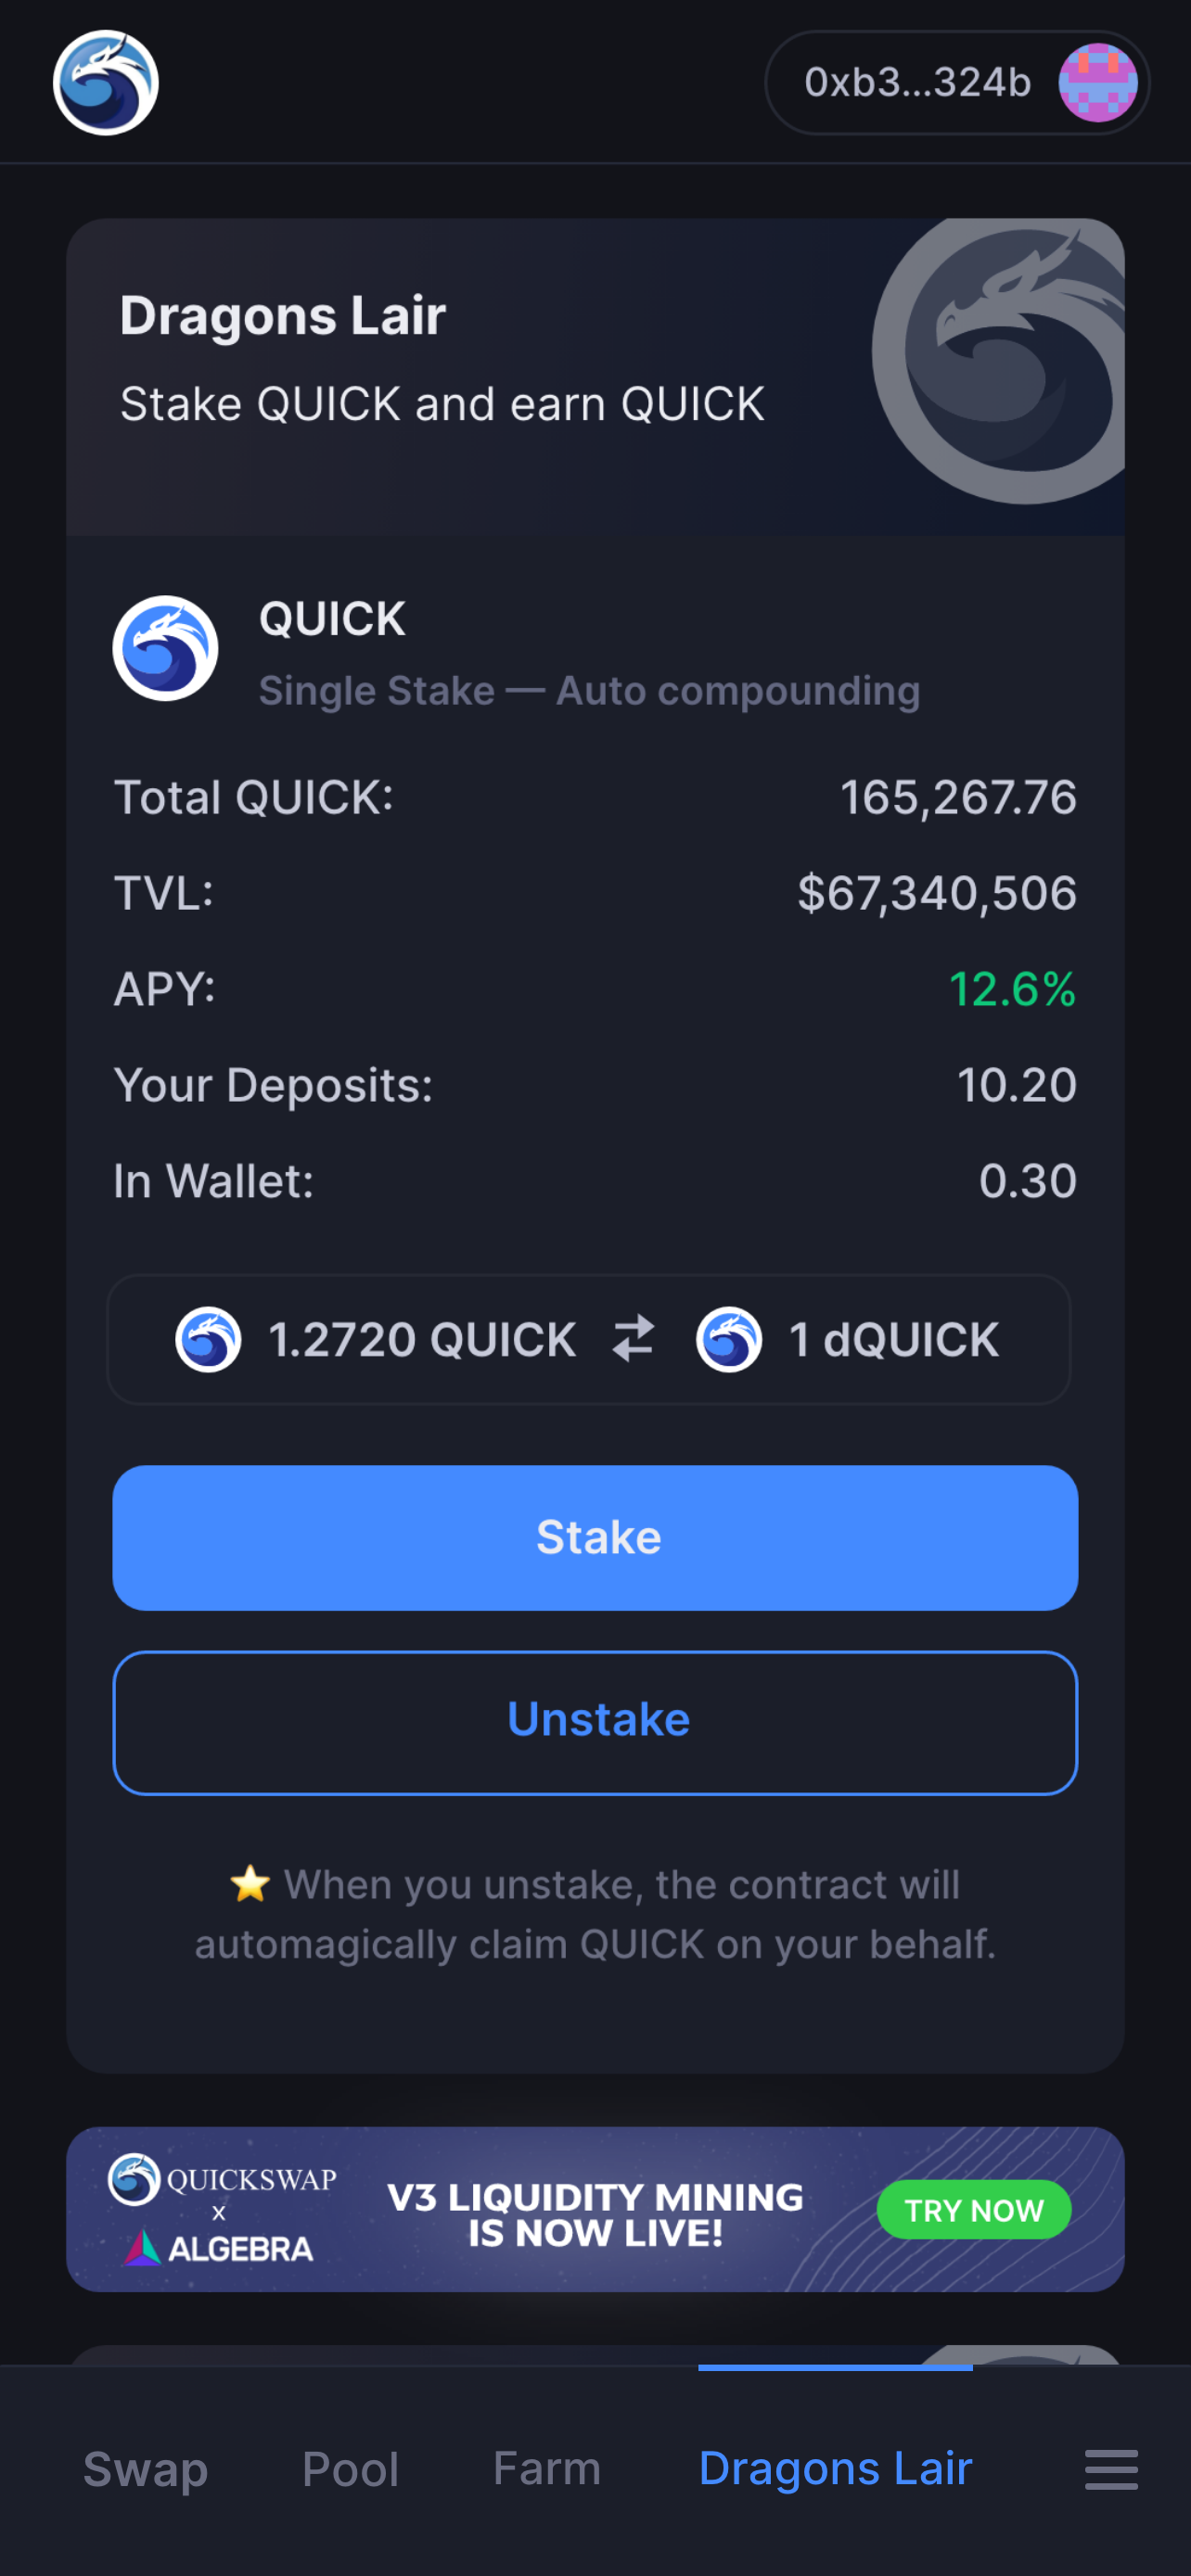 0xb3...324b
Dragons Lair
Stake QUICK and earn QUICK
QUICK
Single Stake — Auto compounding
Total QUICK: 165,267.76
TVL: $67,340,506
APY: 12.6%
Your Deposits: 10.20
In Wallet: 0.30
1.2720 QUICK 1 dQUICK
Stake
Unstake
⭐ When you unstake, the contract will
automagically claim QUICK on your behalf.
QUICKSWAP
x
ALGEBRA
V3 LIQUIDITY MINING
IS NOW LIVE!
TRY NOW
Swap Pool Farm Dragons Lair